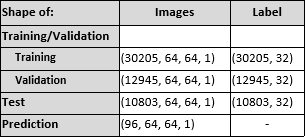 Shape of: Images Label
Training/Validation
Training (30205, 64, 64, 1) (30205, 32)
Validation (12945, 64, 64, 1) (12945, 32)
Test (10803, 64, 64, 1) (10803, 32)
Prediction (96, 64, 64, 1) -